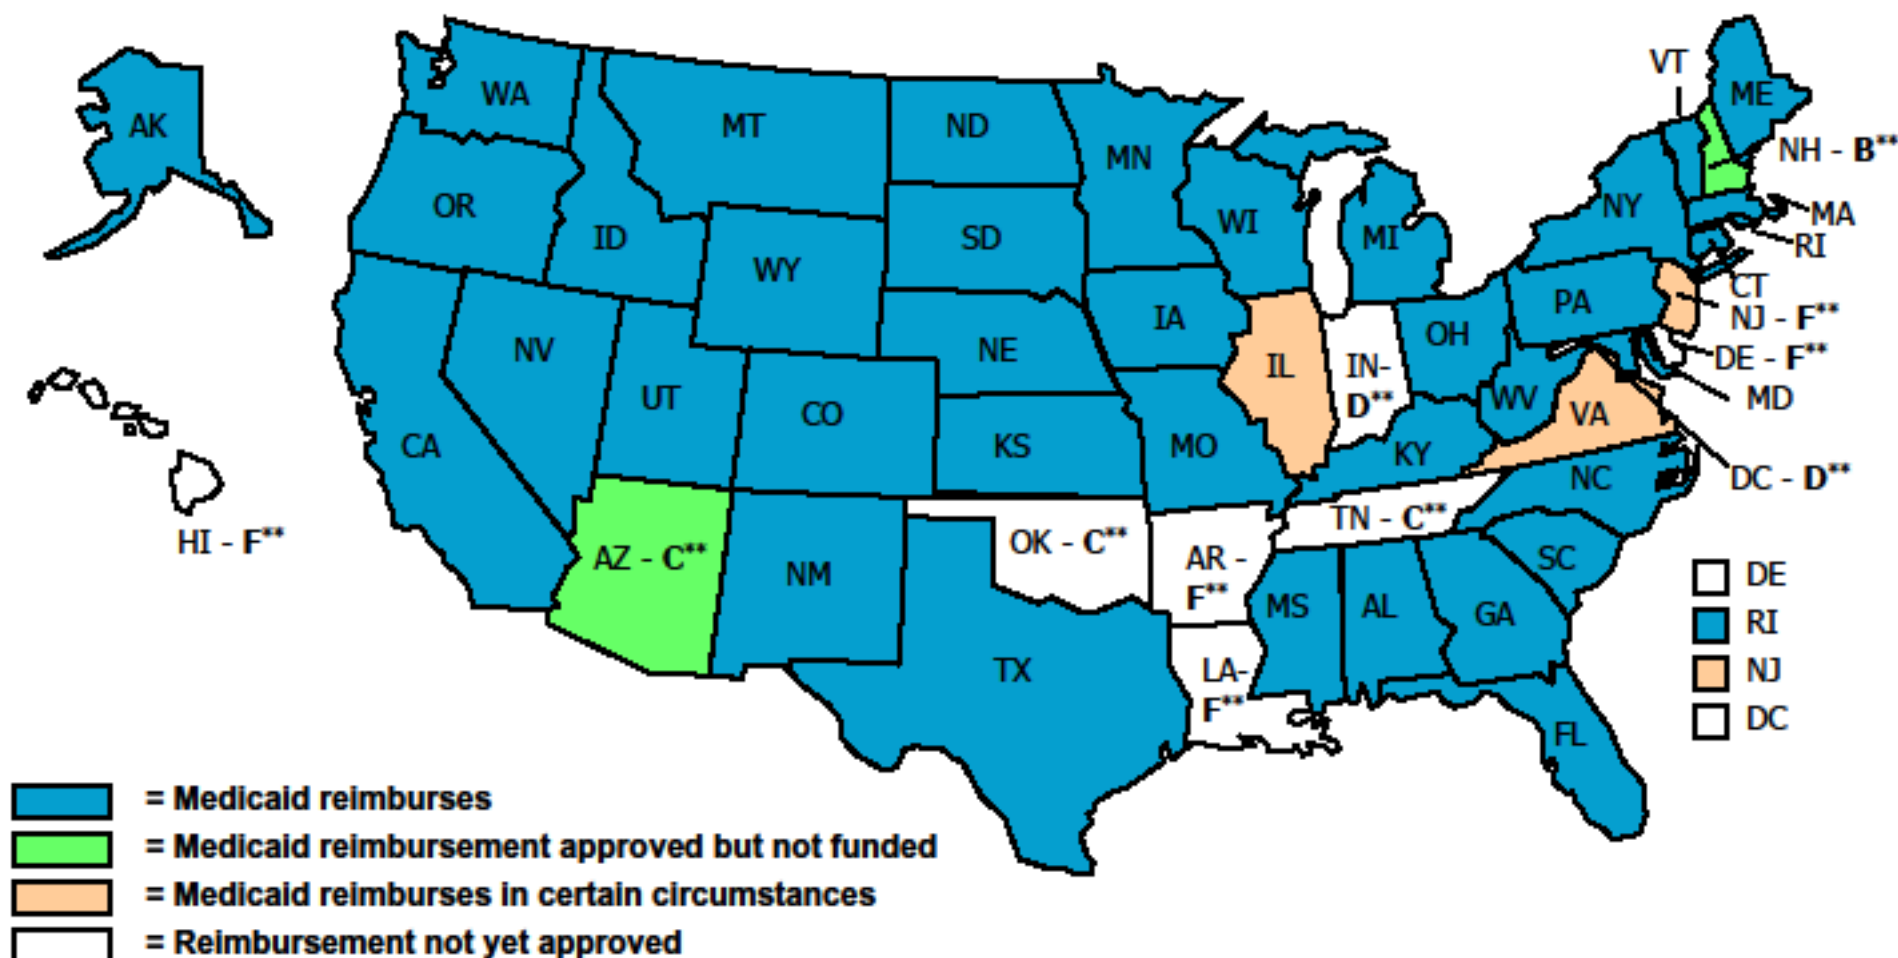 VT
WA
ME
AK
MT
ND
MN
NH - B**
OR
NY
MA
ID
SD
WI
MI
RI
WY
CT
PA
NJ - F**
IA
OH
NV
NE
IL
IN-
D**
DE - F**
UT
WV
MD
CO
VA
CA
KS
MO
KY
DC - D**
NC
HI - F**
TN - C**
OK - C**
AZ - C**
NM
AR -
F**
SC
DE
MS
AL
GA
RI
TX
LA-
F**
NJ
DC
FL
= Medicaid reimburses
= Medicaid reimbursement approved but not funded
= Medicaid reimburses in certain circumstances
= Reimbursement not yet approved